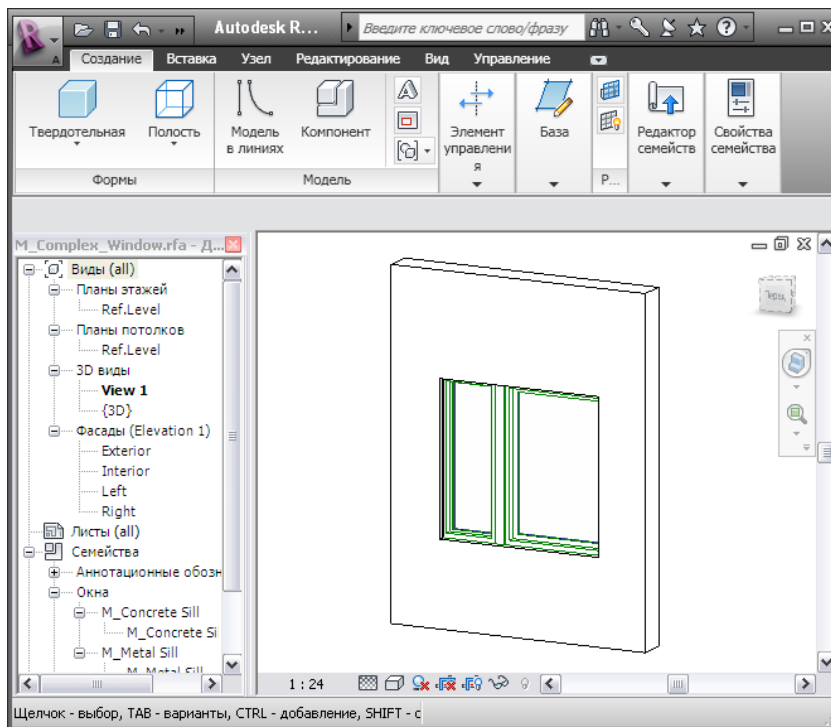 Autodesk R...
Введите ключевое слово/фразу
A
Создание Вставка Узел Редактирование Вид Управление
Твердотельная
Полость
Модель
в линиях
Компонент
Элемент
управлени
я
База
Редактор
семейств
Свойства
семейства
Формы
Модель
Р...
M_Complex_Window.rfa - Д...
Виды (all)
Планы этажей
Ref.Level
Планы потолков
Ref.Level
3D виды
View 1
{3D}
Фасады (Elevation 1)
Exterior
Interior
Left
Right
Листы (all)
Семейства
Аннотационные обозн
Окна
M_Concrete Sill
M_Concrete Si
M_Metal Sill
M_Metal Sill
1 : 24
Щелчок - выбор, TAB - варианты, CTRL - добавление, SHIFT - с